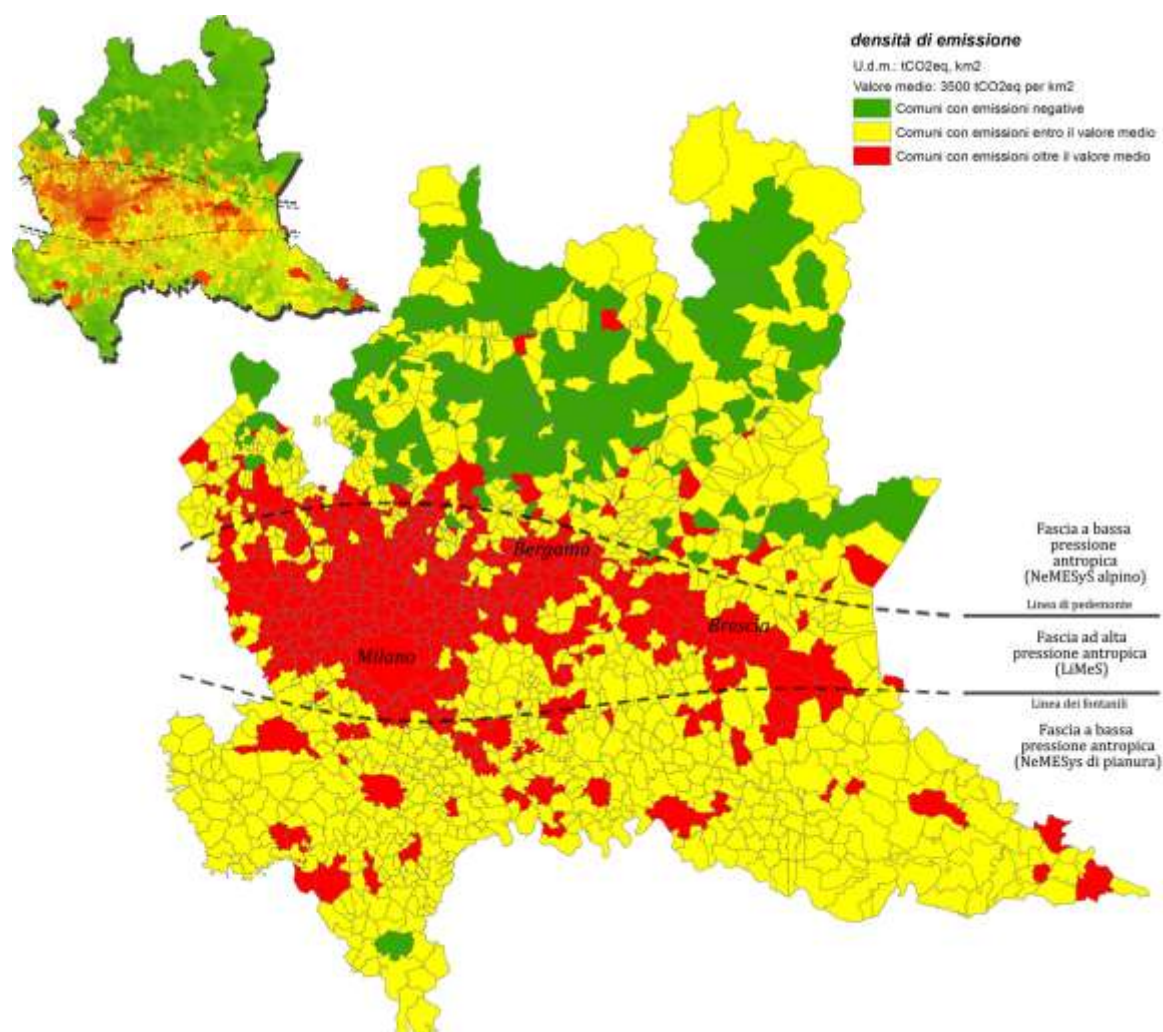 densità di emissione
U.d.m.: tCO2eq, km2
Valore medio: 3500 tCO2eq per km2
Comuni con emissioni negative
Comuni con emissioni entro il valore medio
Comuni con emissioni oltre il valore medio
Bergamo
Brescia
Milano
Fascia a bassa
pressione
antropica
(NeMESyS alpino)
Linea di pedemonte
Fascia ad alta
pressione antropica
(LiMeS)
Linea dei fontanili
Fascia a bassa
pressione antropica
(NeMESys di pianura)